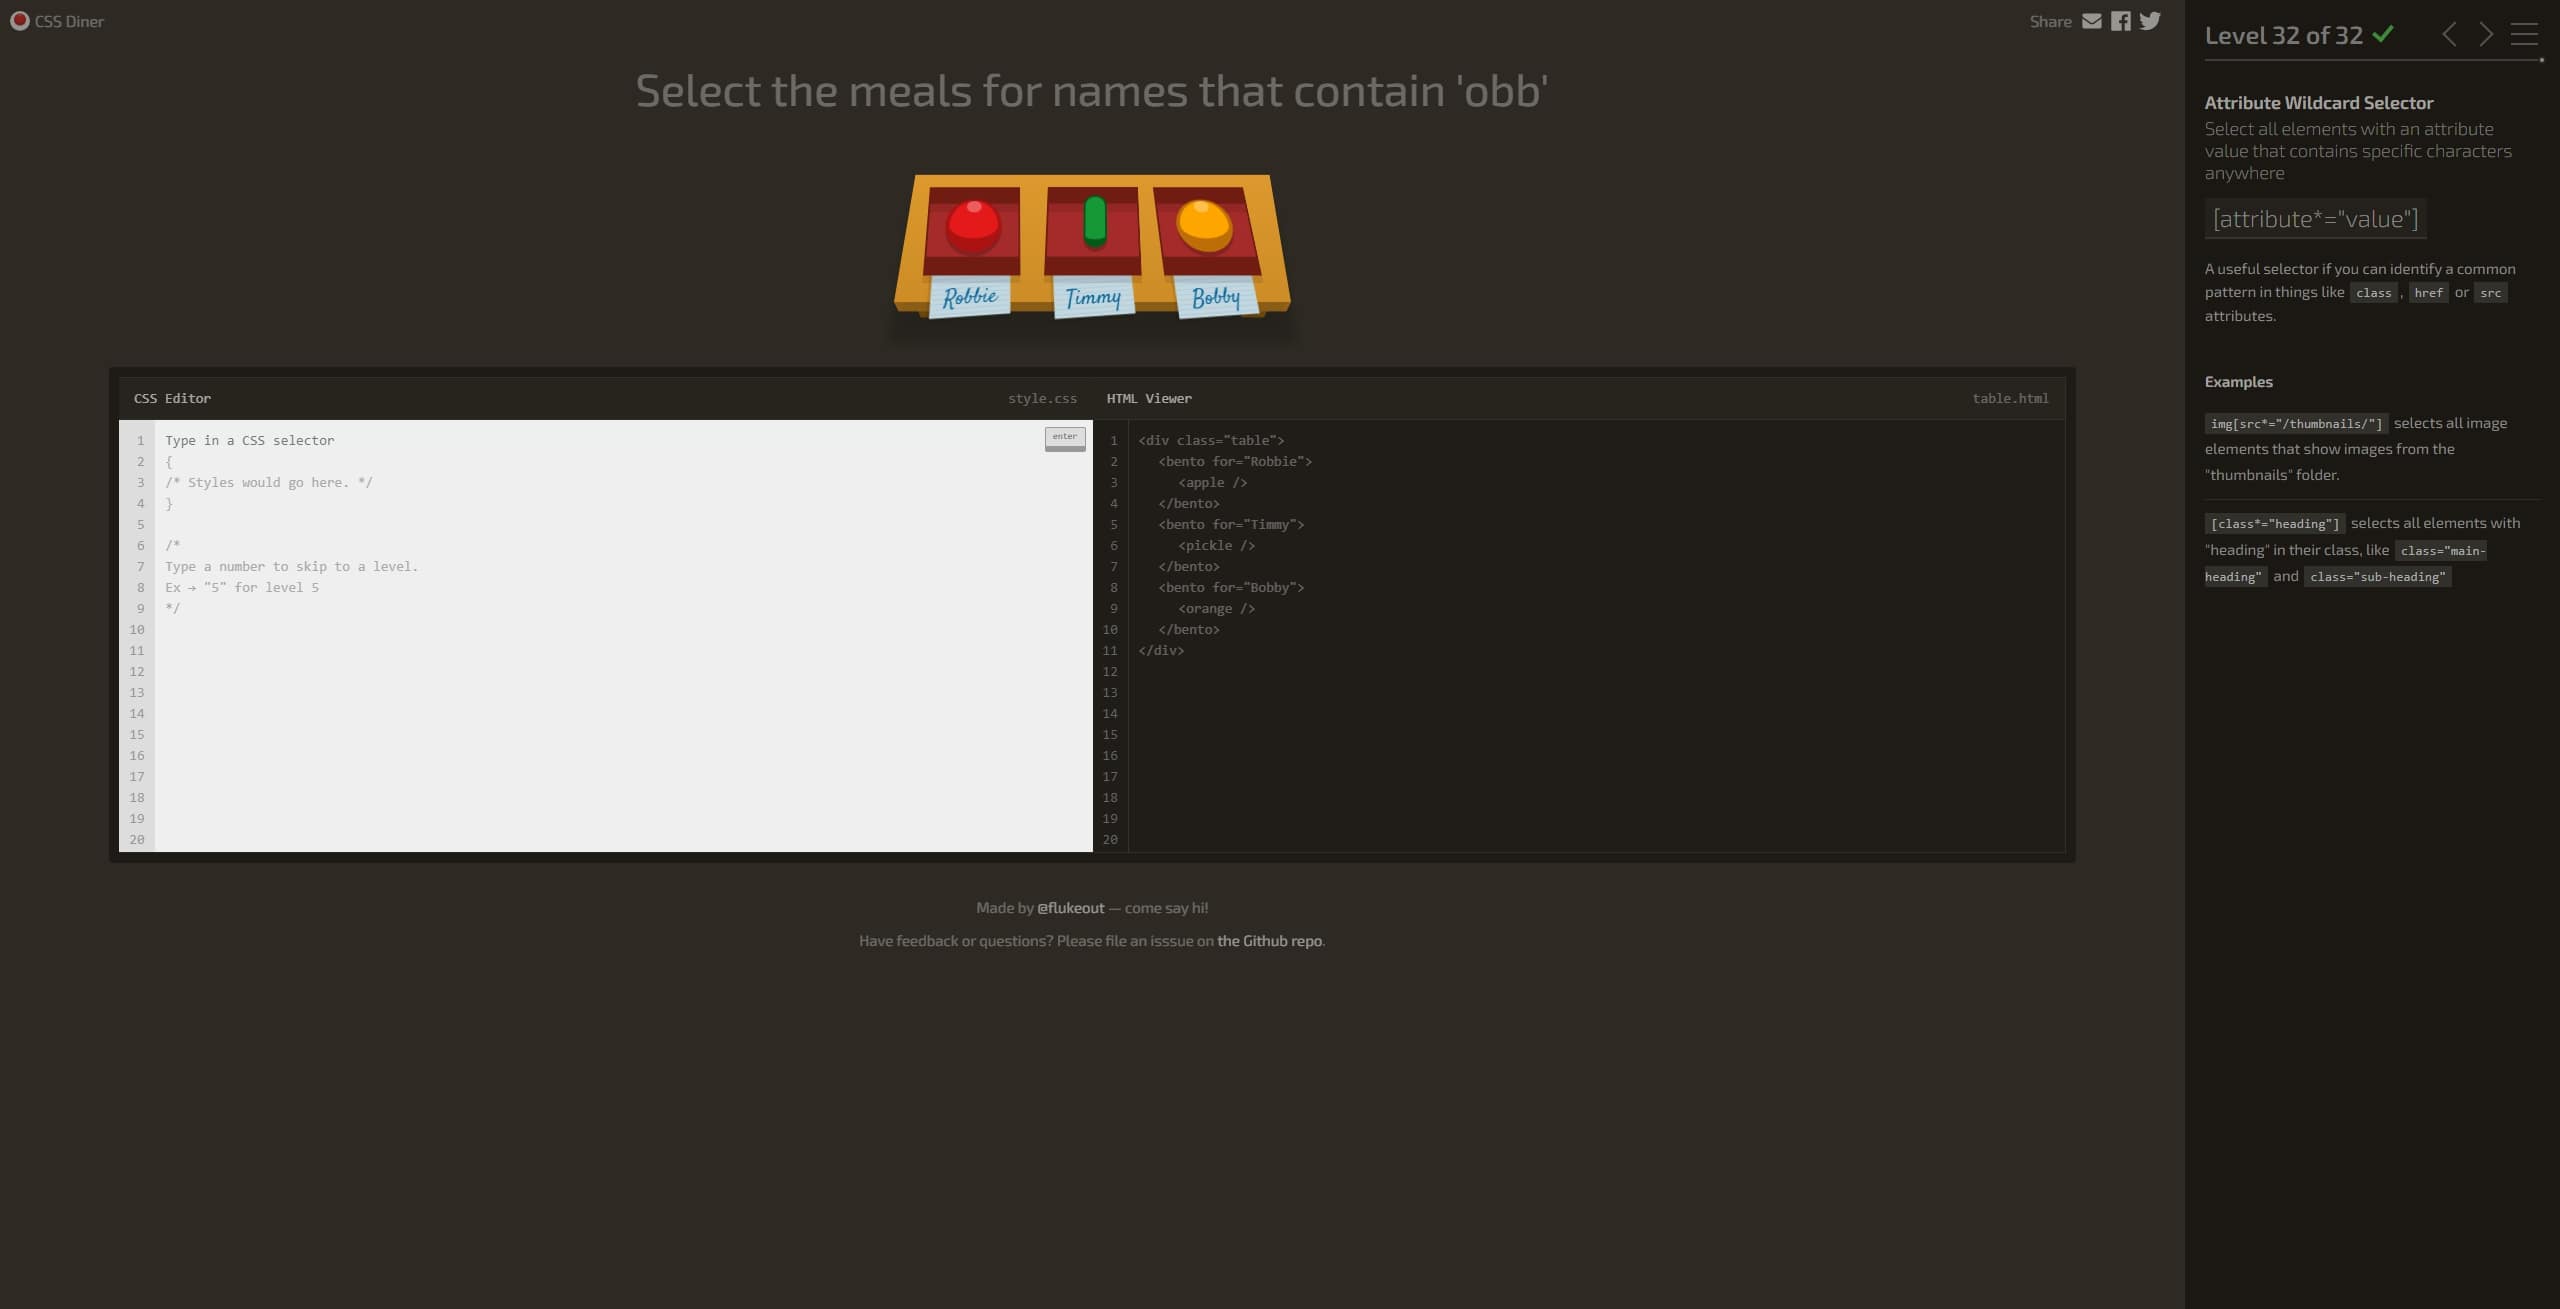 CSS Diner
Share
Select the meals for names that contain 'obb'
Robbie
Timmy
Bobby
CSS Editor
style.css
1 Type in a CSS selector
enter
2 {
3 /* Styles would go here. */
4 }
5
6 /*
7 Type a number to skip to a level.
8 Ex → "5" for level 5
9 */
10
11
12
13
14
15
16
17
18
19
20
HTML Viewer
table.html
1 <div class="table">
2 <bento for="Robbie">
3 <apple />
4 </bento>
5 <bento for="Timmy">
6 <pickle />
7 </bento>
8 <bento for="Bobby">
9 <orange />
10 </bento>
11 </div>
12
13
14
15
16
17
18
19
20
Made by @flukeout — come say hi!
Have feedback or questions? Please file an isssue on the Github repo.
Level 32 of 32
Attribute Wildcard Selector
Select all elements with an attribute
value that contains specific characters
anywhere
[attribute*="value"]
A useful selector if you can identify a common
pattern in things like class, href or src
attributes.
Examples
img[src*="/thumbnails/"] selects all image
elements that show images from the
"thumbnails" folder.
[class*="heading"] selects all elements with
"heading" in their class, like class="main-
heading" and class="sub-heading"